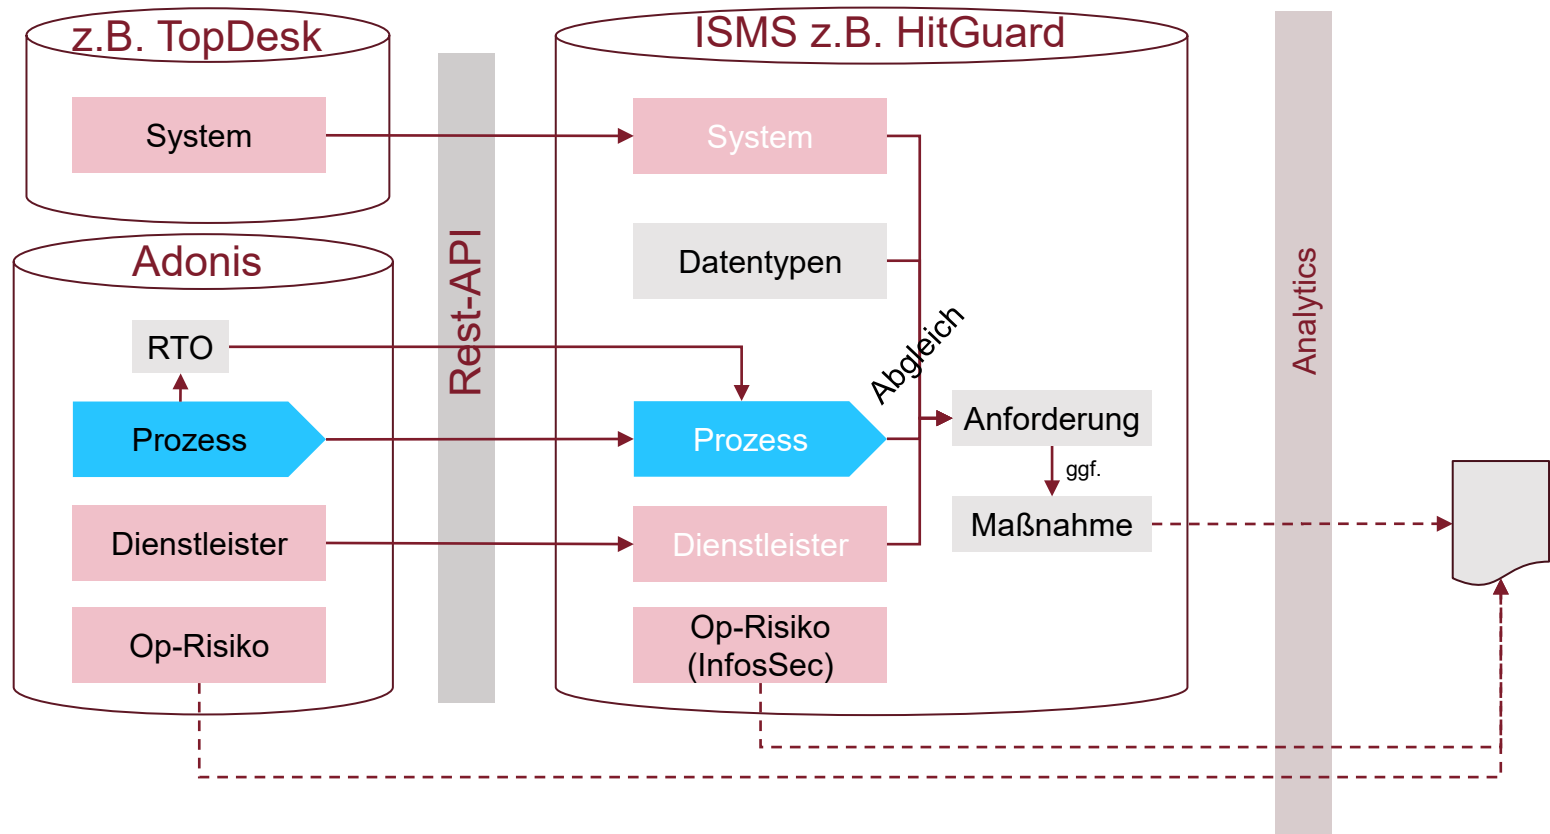 z.B. TopDesk
System
Adonis
RTO
Prozess
Dienstleister
Op-Risiko
Rest-API
ISMS z.B. HitGuard
System
Datentypen
Abgleich
Prozess
Dienstleister
Op-Risiko
(InfosSec)
Anforderung
ggf.
Maßnahme
Analytics